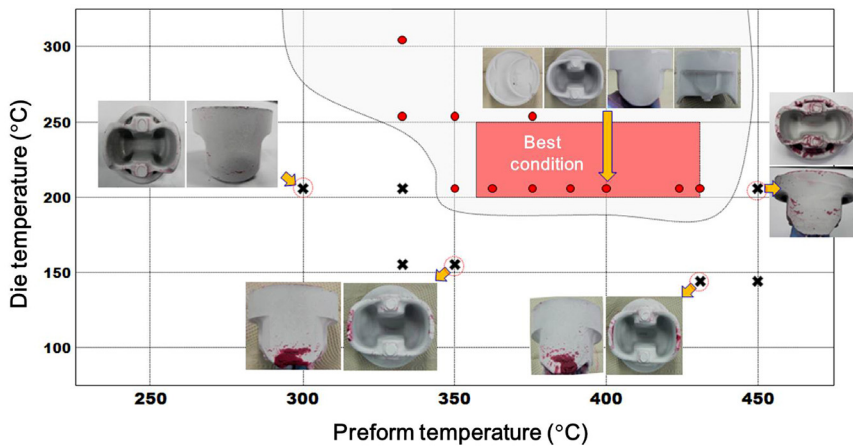 300
250
200
150
100
Die temperature (°C)
Best
condition
250
300
350
400
450
Preform temperature (°C)